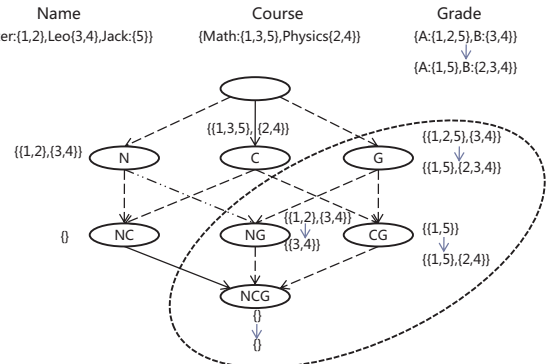 Name Course Grade
er:{1,2},Leo{3,4},Jack:{5}} {Math:{1,3,5},Physics{2,4}} {A:{1,2,5},B:{3,4}}
{A:{1,5},B:{2,3,4}}
{{1,3,5}, {2,4}}
{{1,2,5},{3,4}}
{{1,2},{3,4}} N C G
{{1,5},{2,3,4}}
{{1,2},{3,4}} {{1,5}}
{} NC NG CG
{{3,4}} {{1,5},{2,4}}
NCG
{}
{}